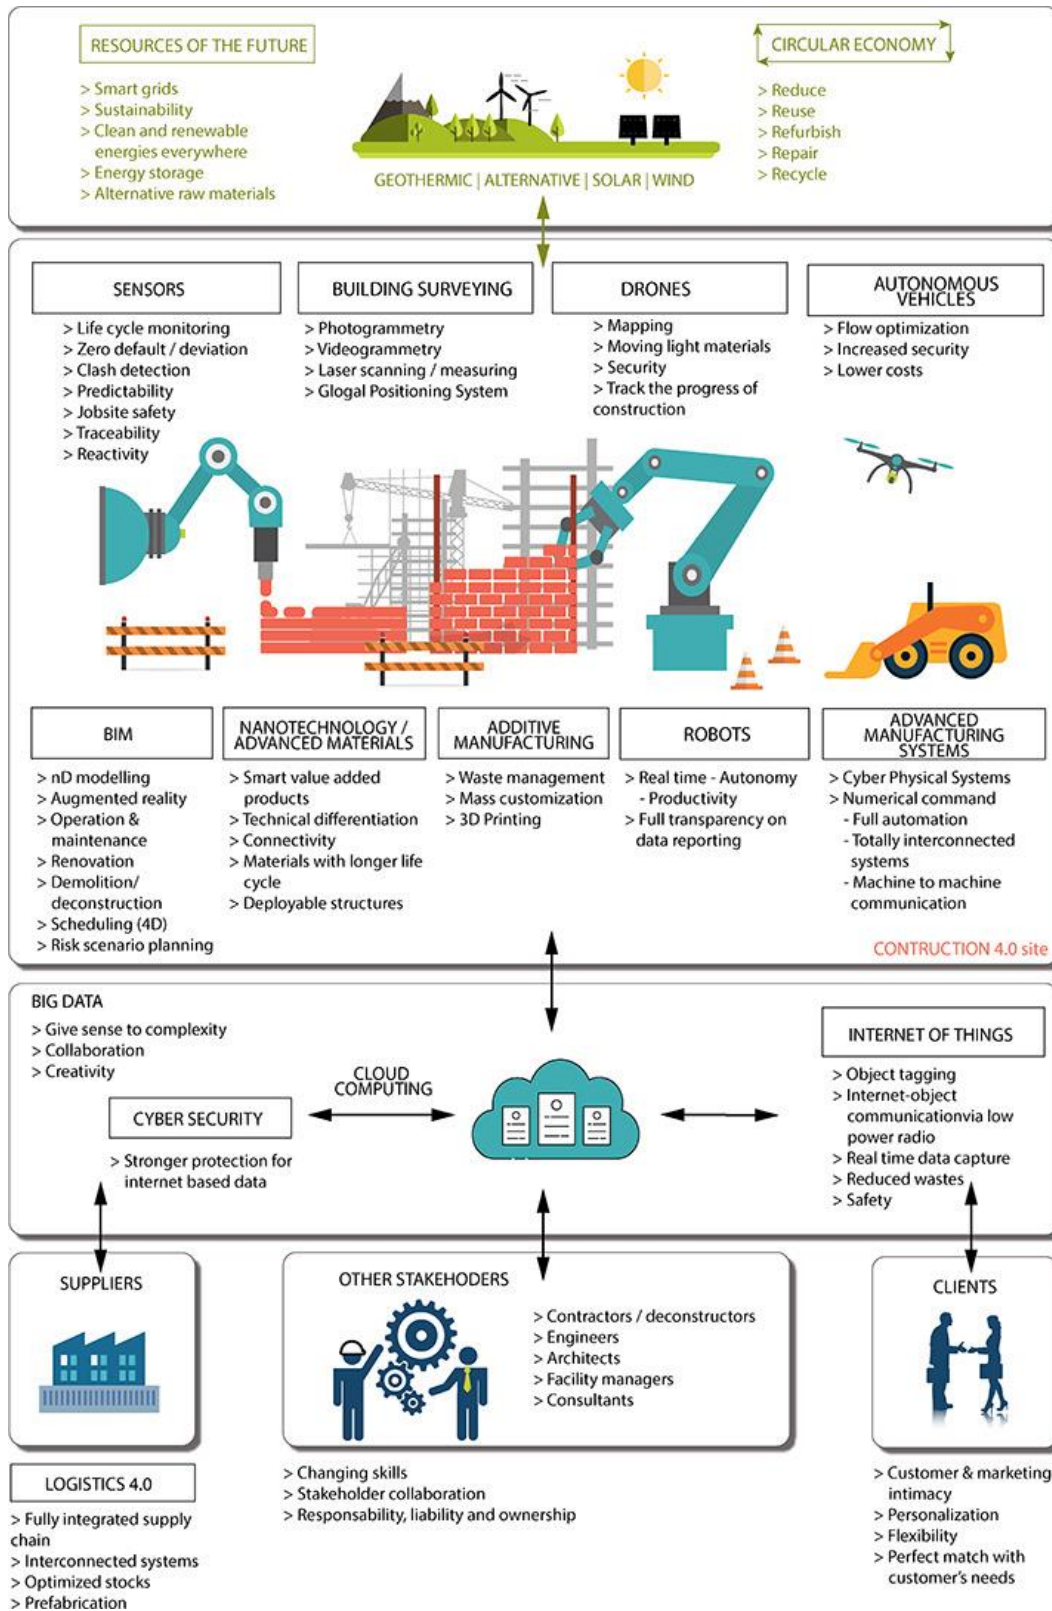 RESOURCES OF THE FUTURE
> Smart grids
> Sustainability
> Clean and renewable
energies everywhere
> Energy storage
> Alternative raw materials
GEOTHERMIC | ALTERNATIVE | SOLAR | WIND
CIRCULAR ECONOMY
> Reduce
> Reuse
> Refurbish
> Repair
> Recycle
SENSORS
> Life cycle monitoring
> Zero default / deviation
> Clash detection
> Predictability
> Jobsite safety
> Traceability
> Reactivity
BUILDING SURVEYING
> Photogrammetry
> Videogrammetry
> Laser scanning / measuring
> Glogal Positioning System
DRONES
> Mapping
> Moving light materials
> Security
> Track the progress of
construction
AUTONOMOUS
VEHICLES
> Flow optimization
> Increased security
> Lower costs
BIM
> nD modelling
> Augmented reality
> Operation &
maintenance
> Renovation
> Demolition/
deconstruction
> Scheduling (4D)
> Risk scenario planning
NANOTECHNOLOGY /
ADVANCED MATERIALS
> Smart value added
products
> Technical differentiation
> Connectivity
> Materials with longer life
cycle
> Deployable structures
ADDITIVE
MANUFACTURING
> Waste management
> Mass customization
> 3D Printing
ROBOTS
> Real time - Autonomy
- Productivity
> Full transparency on
data reporting
ADVANCED
MANUFACTURING
SYSTEMS
> Cyber Physical Systems
> Numerical command
- Full automation
- Totally interconnected
systems
- Machine to machine
communication
CONTRUCTION 4.0 site
BIG DATA
> Give sense to complexity
> Collaboration
> Creativity
CYBER SECURITY
> Stronger protection for
internet based data
CLOUD
COMPUTING
INTERNET OF THINGS
> Object tagging
> Internet-object
communicationvia low
power radio
> Real time data capture
> Reduced wastes
> Safety
SUPPLIERS
LOGISTICS 4.0
> Fully integrated supply
chain
> Interconnected systems
> Optimized stocks
> Prefabrication
OTHER STAKEHODERS
> Contractors / deconstructors
> Engineers
> Architects
> Facility managers
> Consultants
> Changing skills
> Stakeholder collaboration
> Responsability, liability and ownership
CLIENTS
> Customer & marketing
intimacy
> Personalization
> Flexibility
> Perfect match with
customer's needs